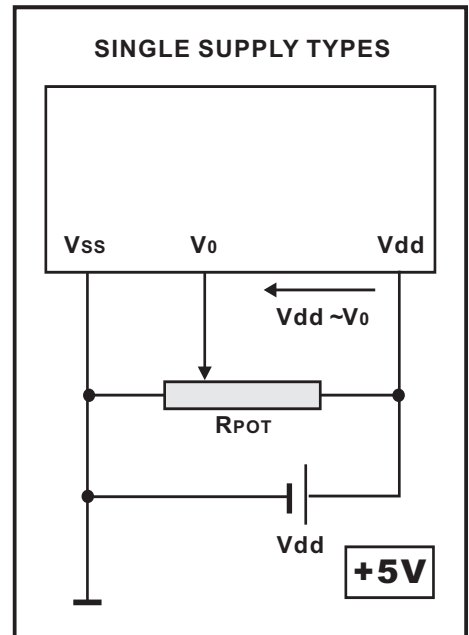 SINGLE SUPPLY TYPES
Vss V0 Vdd
Vdd ~V0
RPOT
Vdd
+5V